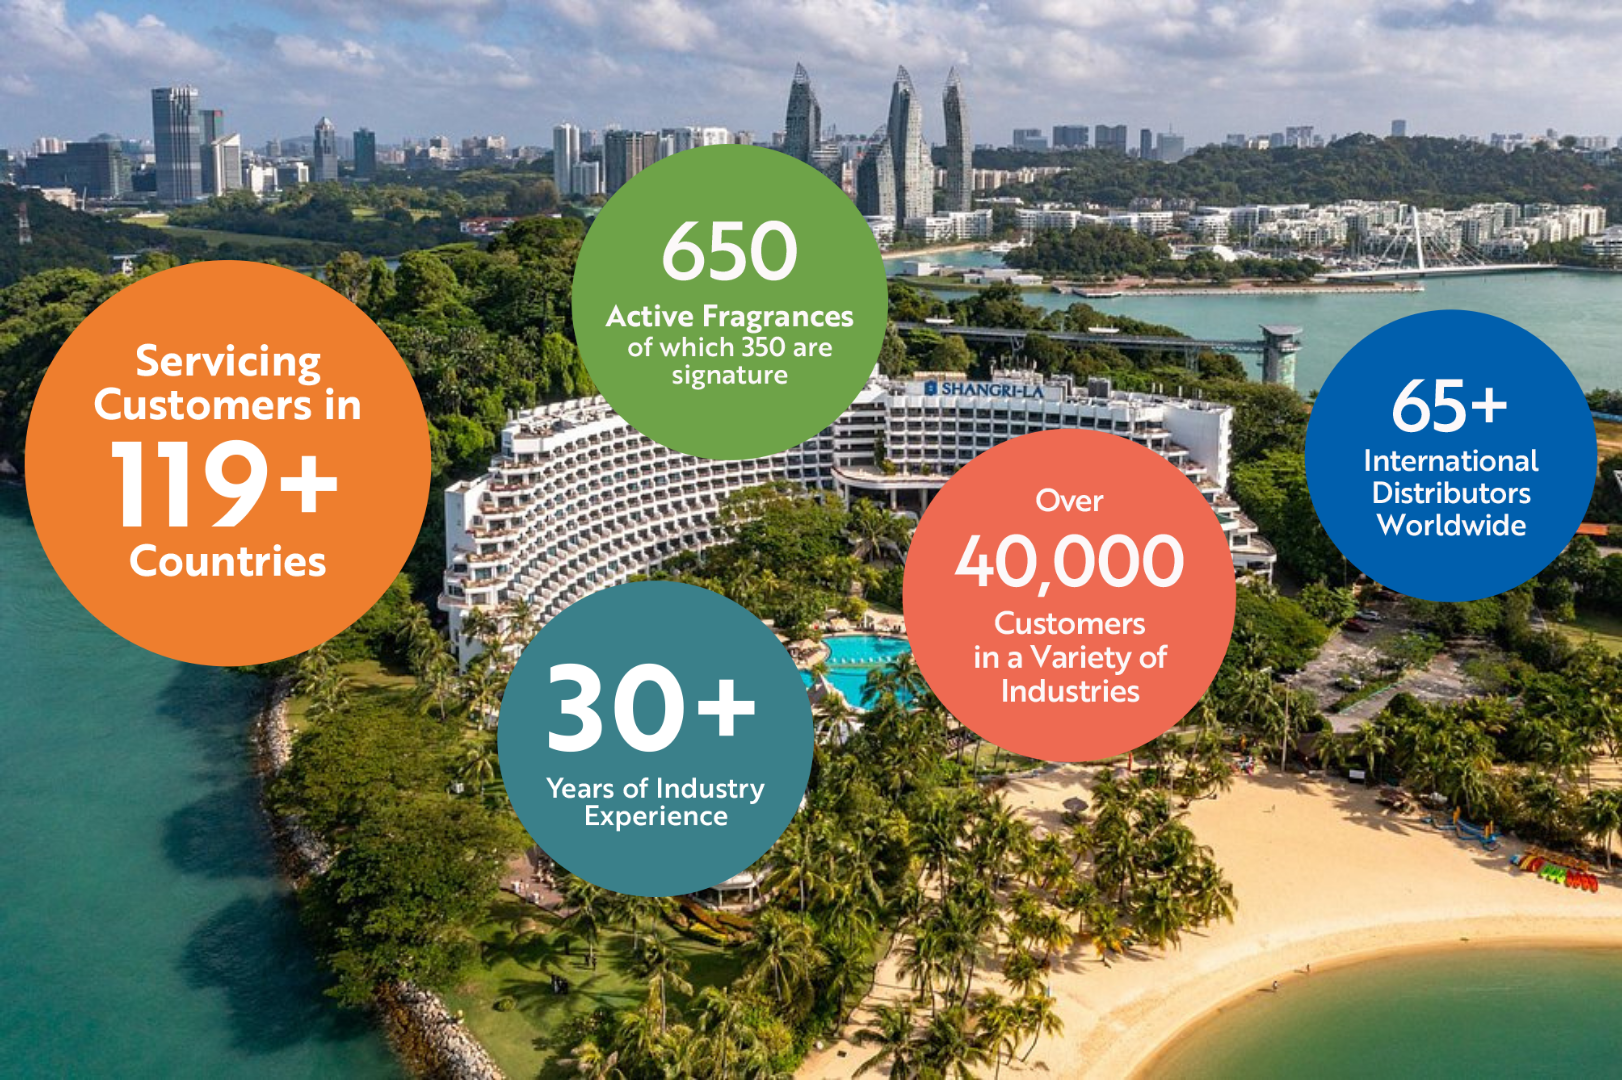 650
Active Fragrances
of which 350 are
signature
Servicing
Customers in
119+
Countries
SHANGRI-LA
65+
International
Distributors
Worldwide
Over
40,000
Customers
in a Variety of
Industries
30+
Years of Industry
Experience